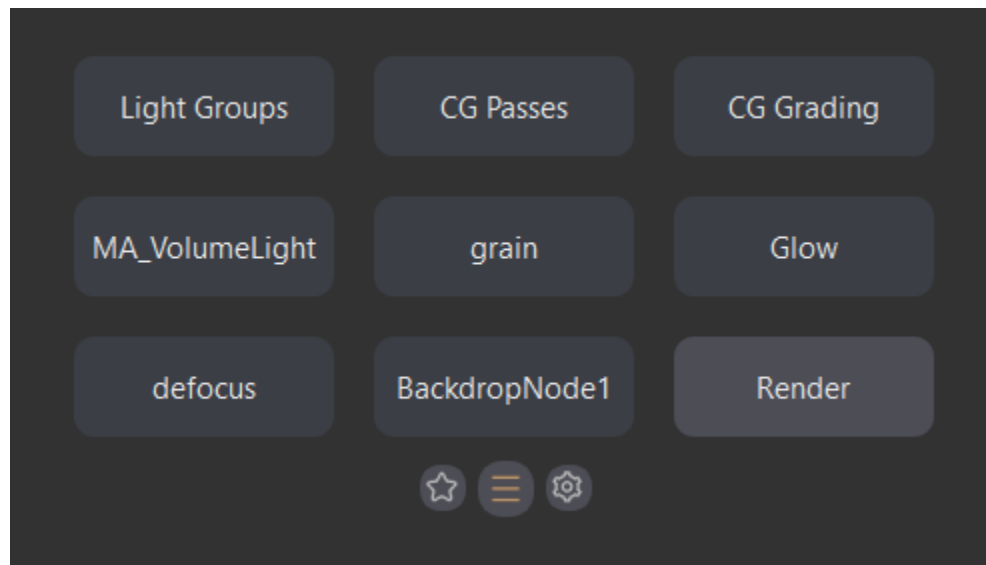 Light Groups
CG Passes
CG Grading
MA_VolumeLight
grain
Glow
defocus
BackdropNode1
Render